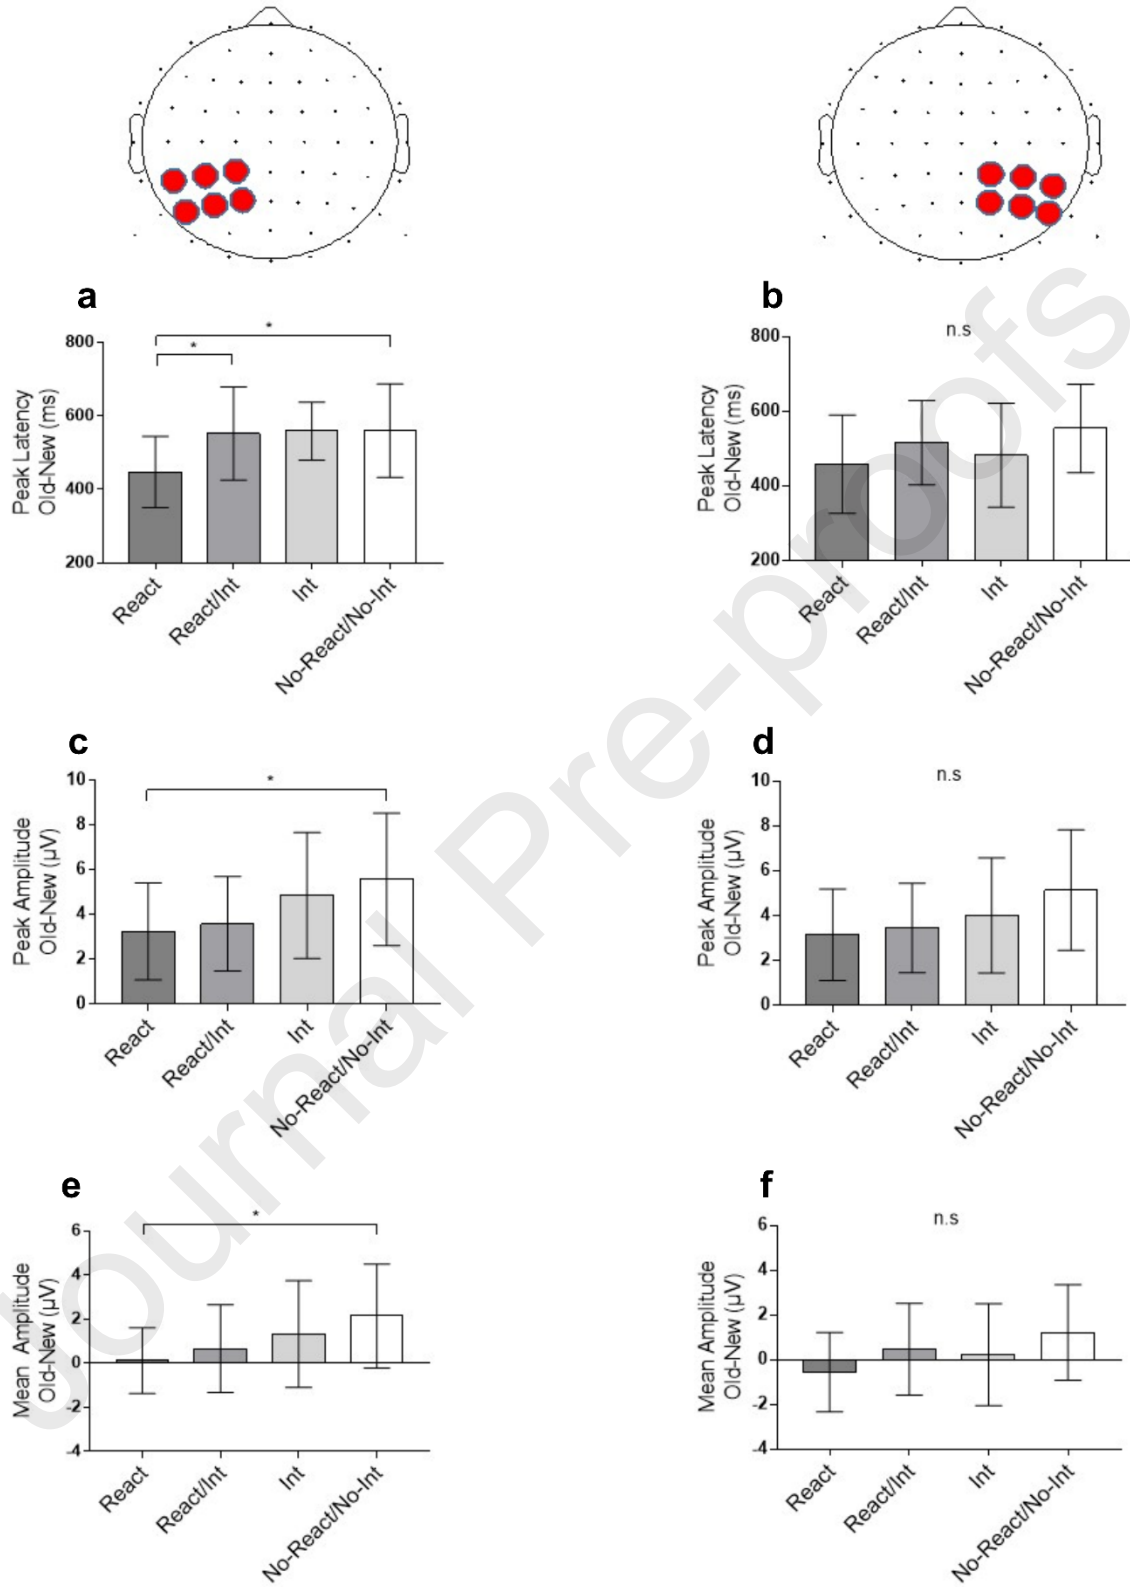 a
b
*
*
800
600
400
200
Peak Latency
Old-New (ms)
React
React/Int
Int
No-React/No-Int
n.s
800
600
400
200
Peak Latency
Old-New (ms)
React
React/Int
Int
No-React/No-Int
c
d
*
10
8
6
4
2
0
Peak Amplitude
Old-New (µV)
React
React/Int
Int
No-React/No-Int
n.s
10
8
6
4
2
0
Peak Amplitude
Old-New (µV)
React
React/Int
Int
No-React/No-Int
e
f
*
6
4
2
0
-2
-4
Mean Amplitude
Old-New (µV)
React
React/Int
Int
No-React/No-Int
n.s
6
4
2
0
-2
-4
Mean Amplitude
Old-New (µV)
React
React/Int
Int
No-React/No-Int
Journal Pre-proofs